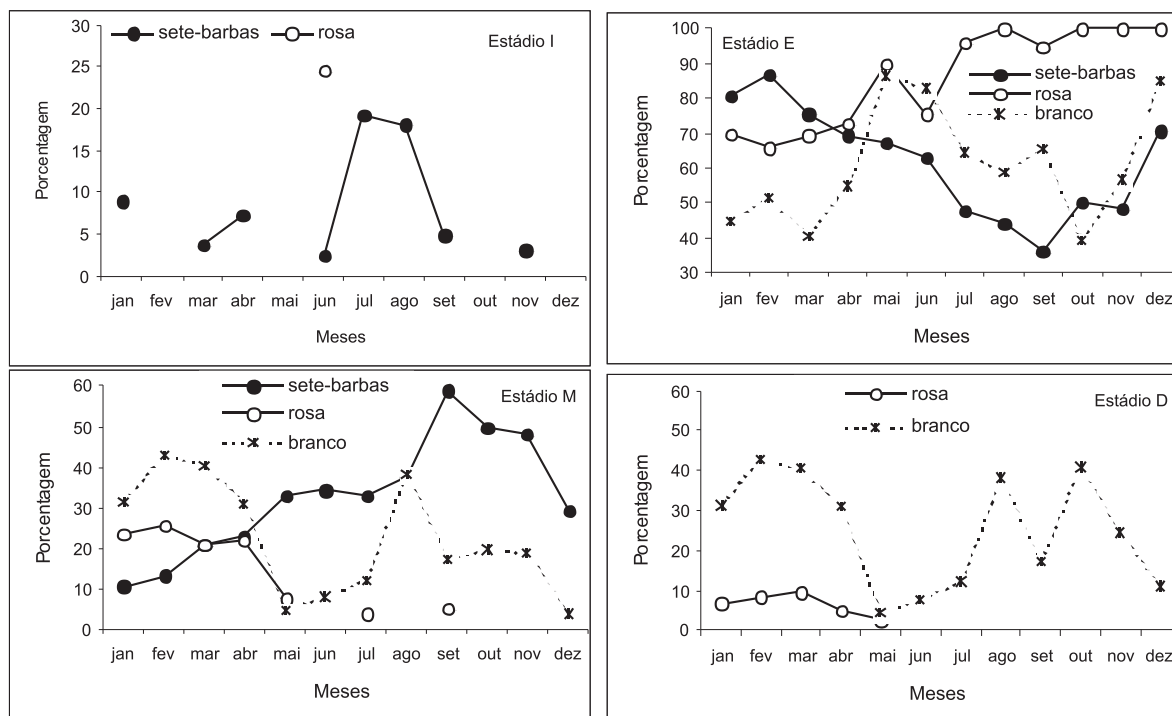 30
25
20
15
10
5
0
Porcentagem
sete-barbas rosa
Estádio I
jan fev mar abr mai jun jul ago set out nov dez
Meses
100
90
80
70
60
50
40
30
Porcentagem
Estádio E
sete-barbas
rosa
branco
jan fev mar abr mai jun jul ago set out nov dez
Meses
60
50
40
30
20
10
0
Porcentagem
sete-barbas
rosa
branco
Estádio M
jan fev mar abr mai jun jul ago set out nov dez
Meses
60
50
40
30
20
10
0
Porcentagem
rosa
branco
Estádio D
jan fev mar abr mai jun jul ago set out nov dez
Meses